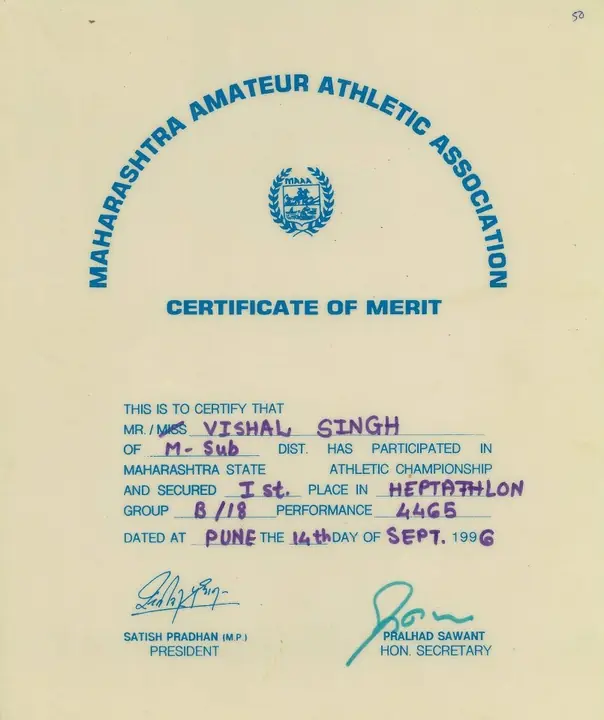 50
MAHARASHTRA AMATEUR ATHLETIC ASSOCIATION
MAAA
CERTIFICATE OF MERIT
THIS IS TO CERTIFY THAT
MR./MISS VISHAL SINGH
OF M-Sub DIST. HAS PARTICIPATED IN
MAHARASHTRA STATE ATHLETIC CHAMPIONSHIP
AND SECURED Ist. PLACE IN HEPTATHLON
GROUP B/18 PERFORMANCE 4465
DATED AT PUNE THE 14th DAY OF SEPT. 1996
SATISH PRADHAN (M.P.) PRALHAD SAWANT
PRESIDENT HON. SECRETARY